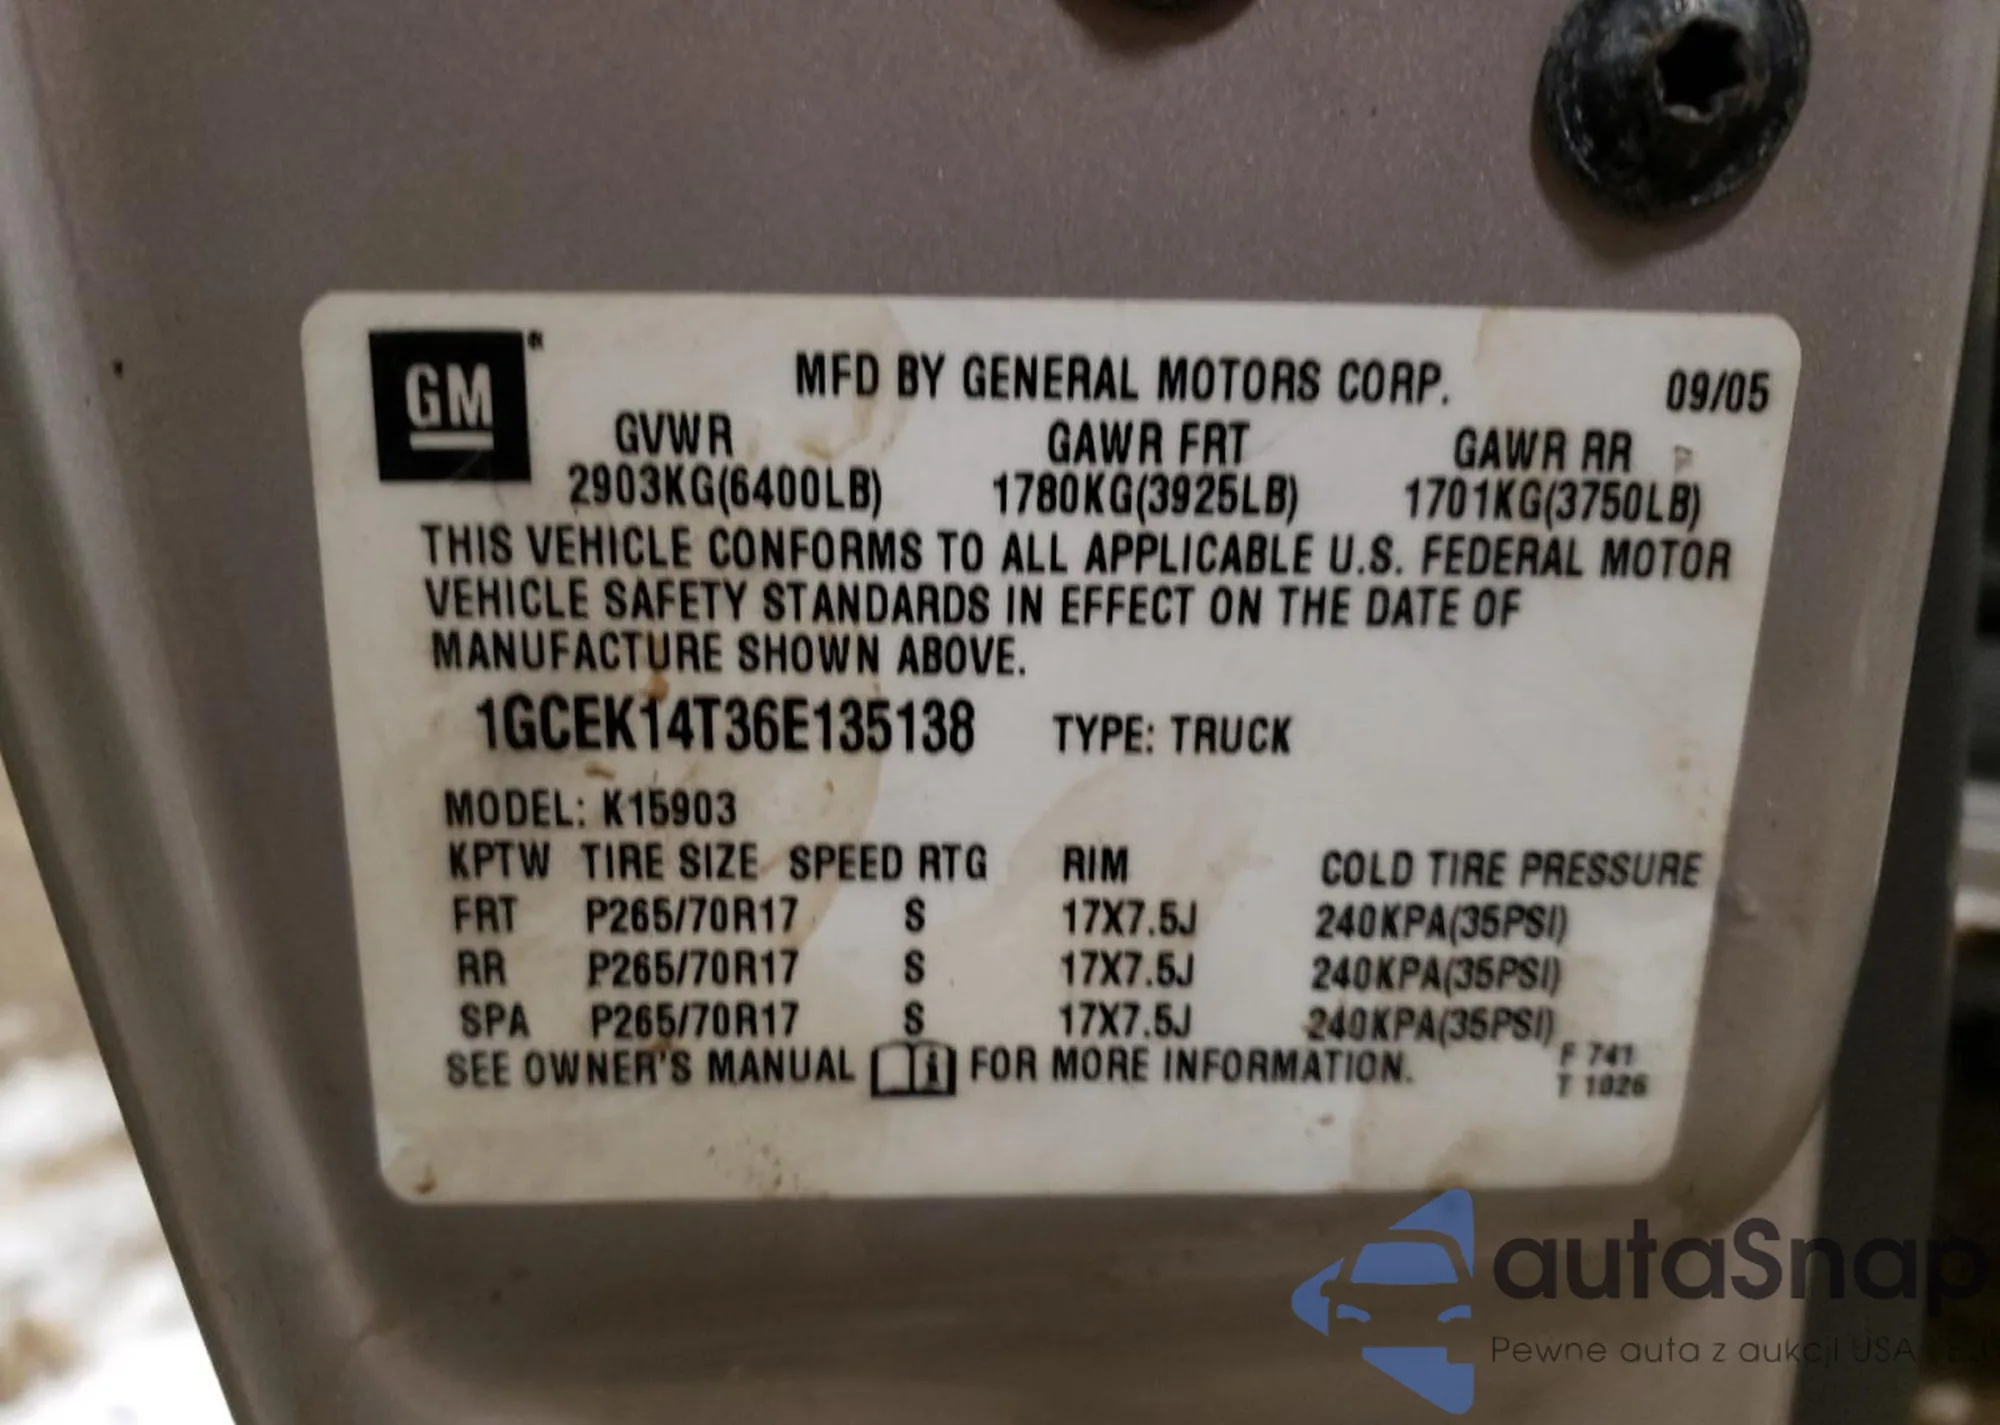 GM
MFD BY GENERAL MOTORS CORP. 09/05
GVWR GAWR FRT GAWR RR
2903KG(6400LB) 1780KG(3925LB) 1701KG(3750LB)
THIS VEHICLE CONFORMS TO ALL APPLICABLE U.S. FEDERAL MOTOR
VEHICLE SAFETY STANDARDS IN EFFECT ON THE DATE OF
MANUFACTURE SHOWN ABOVE.
1GCEK14T36E135138 TYPE: TRUCK
MODEL: K15903
KPTW TIRE SIZE SPEED RTG RIM COLD TIRE PRESSURE
FRT P265/70R17 S 17X7.5J 240KPA(35PSI)
RR P265/70R17 S 17X7.5J 240KPA(35PSI)
SPA P265/70R17 S 17X7.5J 240KPA(35PSI)
SEE OWNER'S MANUAL i FOR MORE INFORMATION.
F 741
T 1026
autaSnap
Pewne auta z aukcji USA